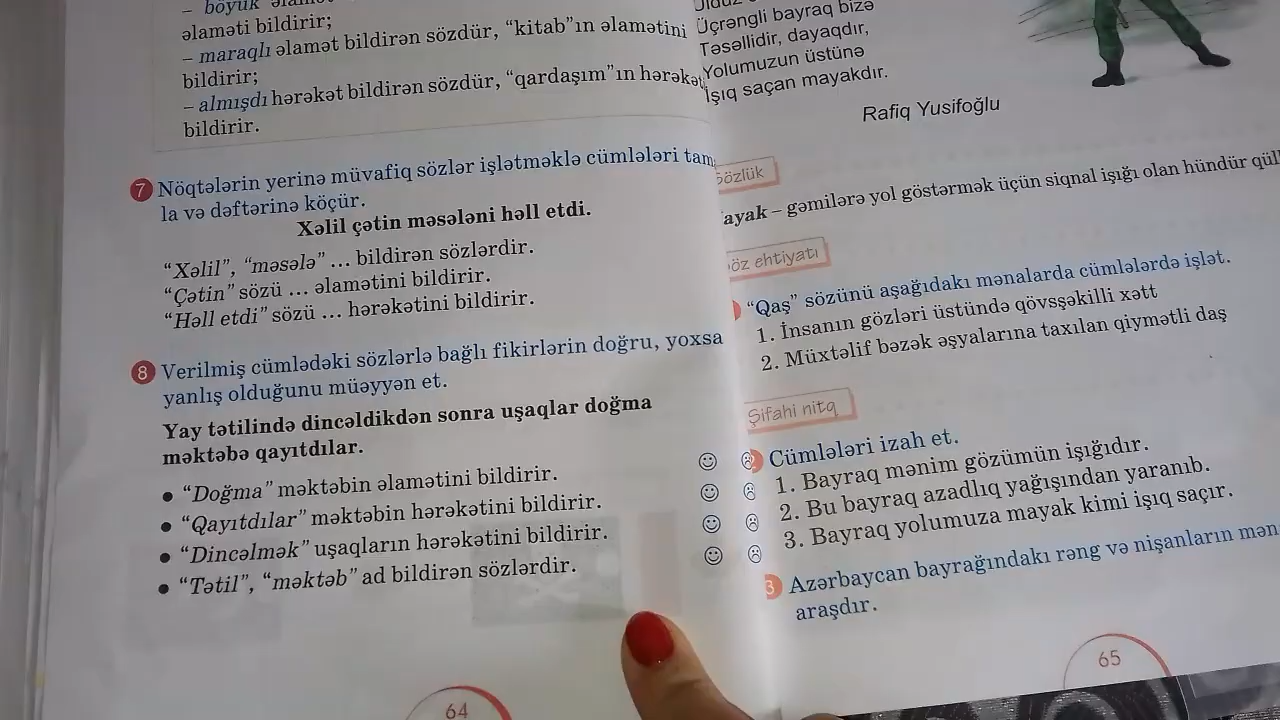 – böyük
əlaməti bildirir;
– maraqlı əlamət bildirən sözdür, “kitab”ın əlamətini
bildirir;
– almışdı hərəkət bildirən sözdür, “qardaşım”ın hərəkət
bildirir.
7 Nöqtələrin yerinə müvafiq sözlər işlətməklə cümlələri tam
la və dəftərinə köçür.
Xəlil çətin məsələni həll etdi.
“Xəlil”, “məsələ” ... bildirən sözlərdir.
“Çətin” sözü ... əlamətini bildirir.
“Həll etdi” sözü ... hərəkətini bildirir.
8 Verilmiş cümlədəki sözlərlə bağlı fikirlərin doğru, yoxsa
yanlış olduğunu müəyyən et.
Yay tətilində dincəldikdən sonra uşaqlar doğma
məktəbə qayıtdılar.
• “Doğma” məktəbin əlamətini bildirir.
• “Qayıtdılar” məktəbin hərəkətini bildirir.
• “Dincəlmək” uşaqların hərəkətini bildirir.
• “Tətil”, “məktəb” ad bildirən sözlərdir.
64
Üçrəngli bayraq bizə
Təsəllidir, dayaqdır,
Yolumuzun üstünə
İşıq saçan mayakdır.
Rafiq Yusifoğlu
Sözlük
ayak – gəmilərə yol göstərmək üçün siqnal işığı olan hündür qül
öz ehtiyatı
“Qaş” sözünü aşağıdakı mənalarda cümlələrdə işlət.
1. İnsanın gözləri üstündə qövsşəkilli xətt
2. Müxtəlif bəzək əşyalarına taxılan qiymətli daş
Şifahi nitq
Cümlələri izah et.
1. Bayraq mənim gözümün işığıdır.
2. Bu bayraq azadlıq yağışından yaranıb.
3. Bayraq yolumuza mayak kimi işıq saçır.
3 Azərbaycan bayrağındakı rəng və nişanların mən
araşdır.
65